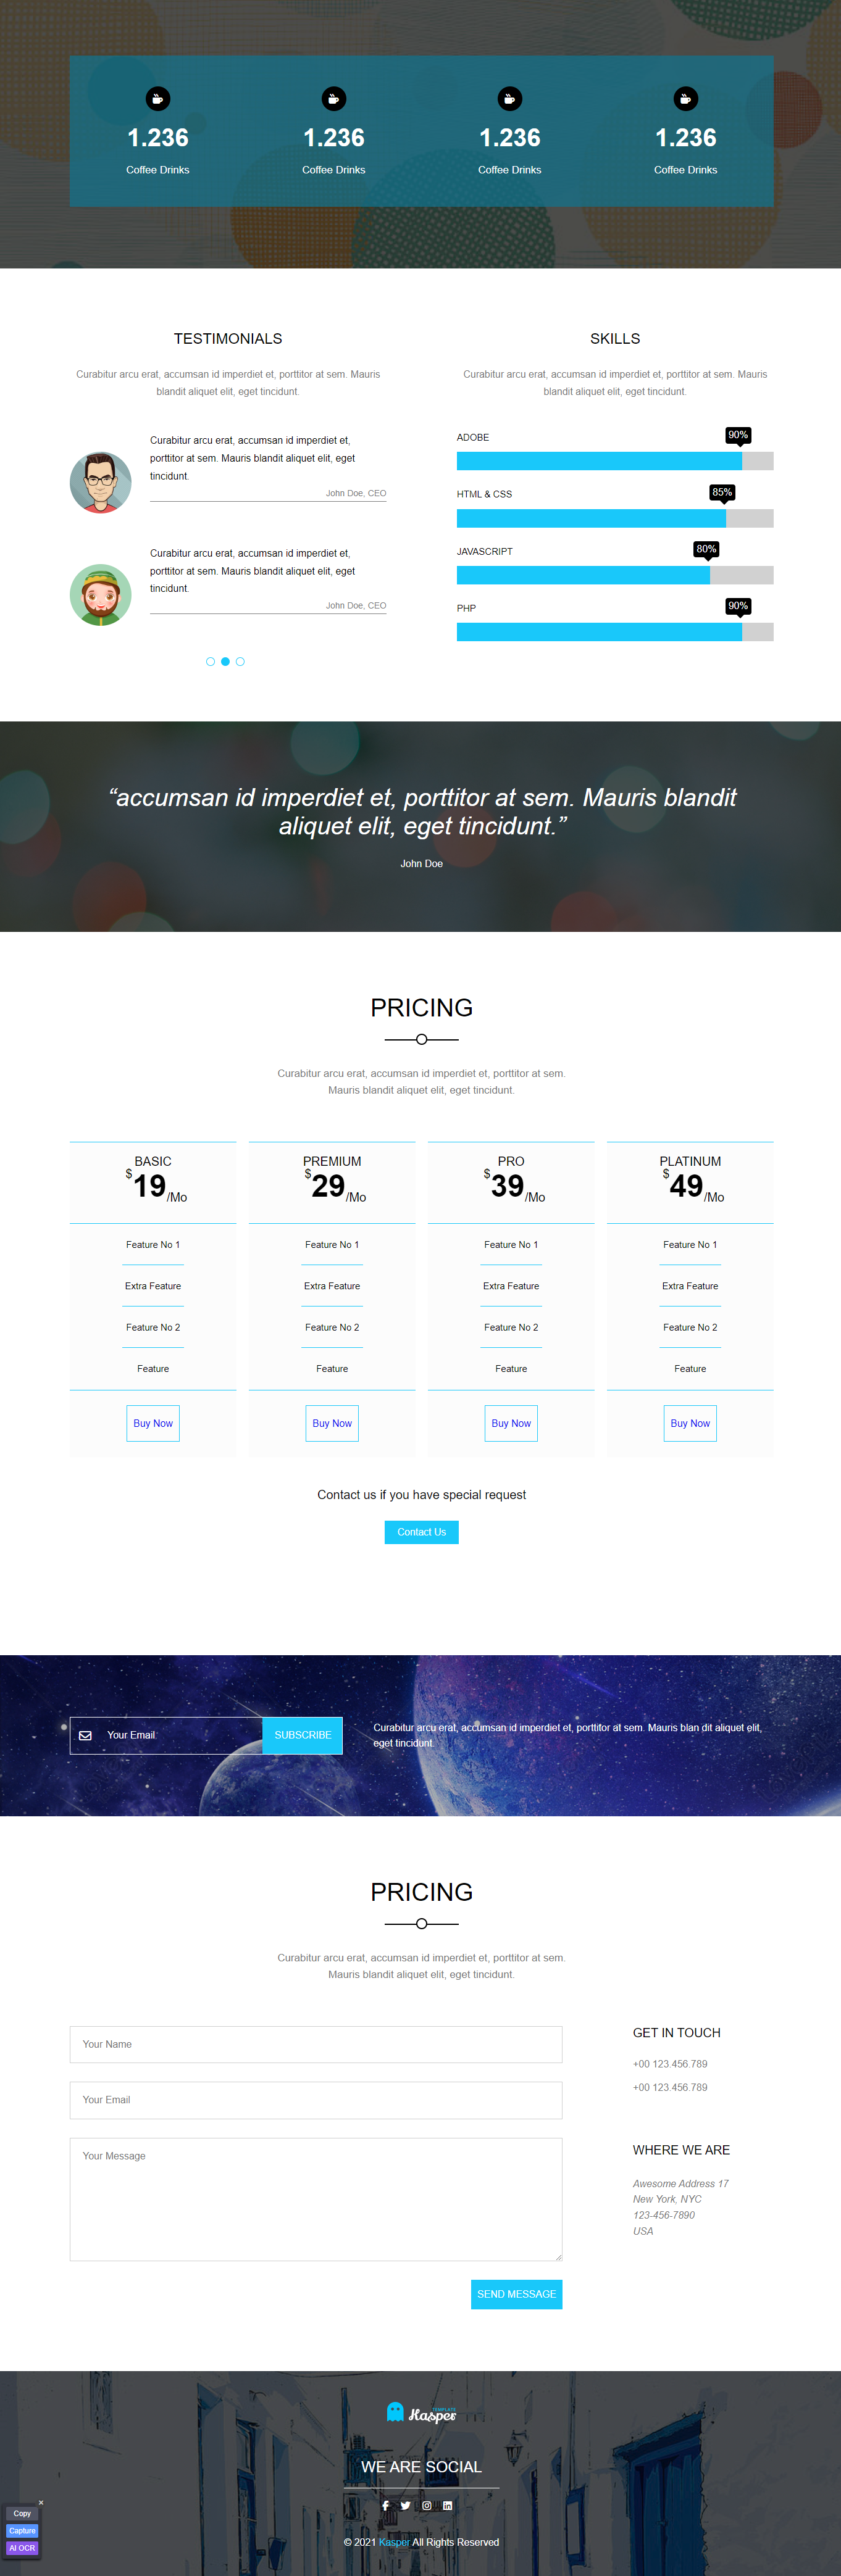 1.236
Coffee Drinks
1.236
Coffee Drinks
1.236
Coffee Drinks
1.236
Coffee Drinks
TESTIMONIALS
Curabitur arcu erat, accumsan id imperdiet et, porttitor at sem. Mauris
blandit aliquet elit, eget tincidunt.
Curabitur arcu erat, accumsan id imperdiet et,
porttitor at sem. Mauris blandit aliquet elit, eget
tincidunt.
John Doe, CEO
Curabitur arcu erat, accumsan id imperdiet et,
porttitor at sem. Mauris blandit aliquet elit, eget
tincidunt.
John Doe, CEO
SKILLS
Curabitur arcu erat, accumsan id imperdiet et, porttitor at sem. Mauris
blandit aliquet elit, eget tincidunt.
ADOBE
90%
HTML & CSS
85%
JAVASCRIPT
80%
PHP
90%
“accumsan id imperdiet et, porttitor at sem. Mauris blandit
aliquet elit, eget tincidunt.”
John Doe
PRICING
Curabitur arcu erat, accumsan id imperdiet et, porttitor at sem.
Mauris blandit aliquet elit, eget tincidunt.
BASIC
$19/Mo
Feature No 1
Extra Feature
Feature No 2
Feature
Buy Now
PREMIUM
$29/Mo
Feature No 1
Extra Feature
Feature No 2
Feature
Buy Now
PRO
$39/Mo
Feature No 1
Extra Feature
Feature No 2
Feature
Buy Now
PLATINUM
$49/Mo
Feature No 1
Extra Feature
Feature No 2
Feature
Buy Now
Contact us if you have special request
Contact Us
Your Email
SUBSCRIBE
Curabitur arcu erat, accumsan id imperdiet et, porttitor at sem. Mauris blan dit aliquet elit,
eget tincidunt.
PRICING
Curabitur arcu erat, accumsan id imperdiet et, porttitor at sem.
Mauris blandit aliquet elit, eget tincidunt.
Your Name
Your Email
Your Message
SEND MESSAGE
GET IN TOUCH
+00 123.456.789
+00 123.456.789
WHERE WE ARE
Awesome Address 17
New York, NYC
123-456-7890
USA
TEMPLATE
Kasper
WE ARE SOCIAL
© 2021 Kasper All Rights Reserved
Copy
Capture
AI OCR